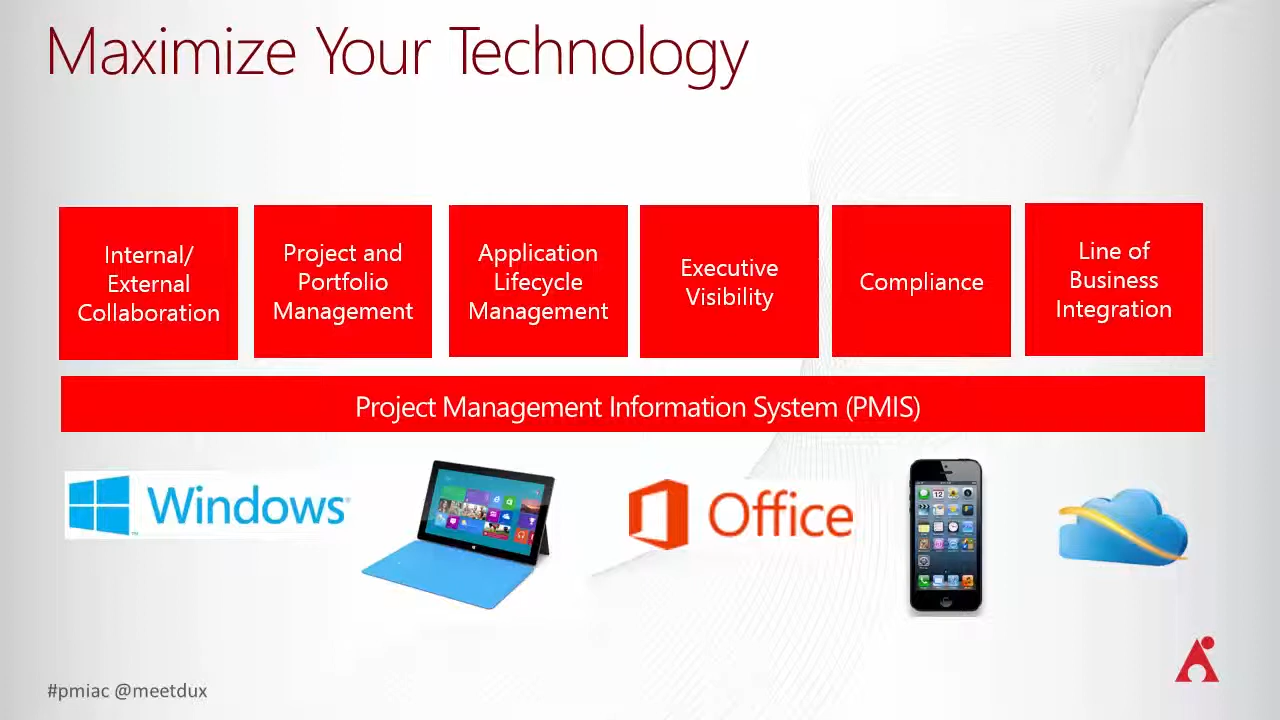 Maximize Your Technology
Internal/
External
Collaboration
Project and
Portfolio
Management
Application
Lifecycle
Management
Executive
Visibility
Compliance
Line of
Business
Integration
Project Management Information System (PMIS)
Windows
Office
#pmiac @meetdux